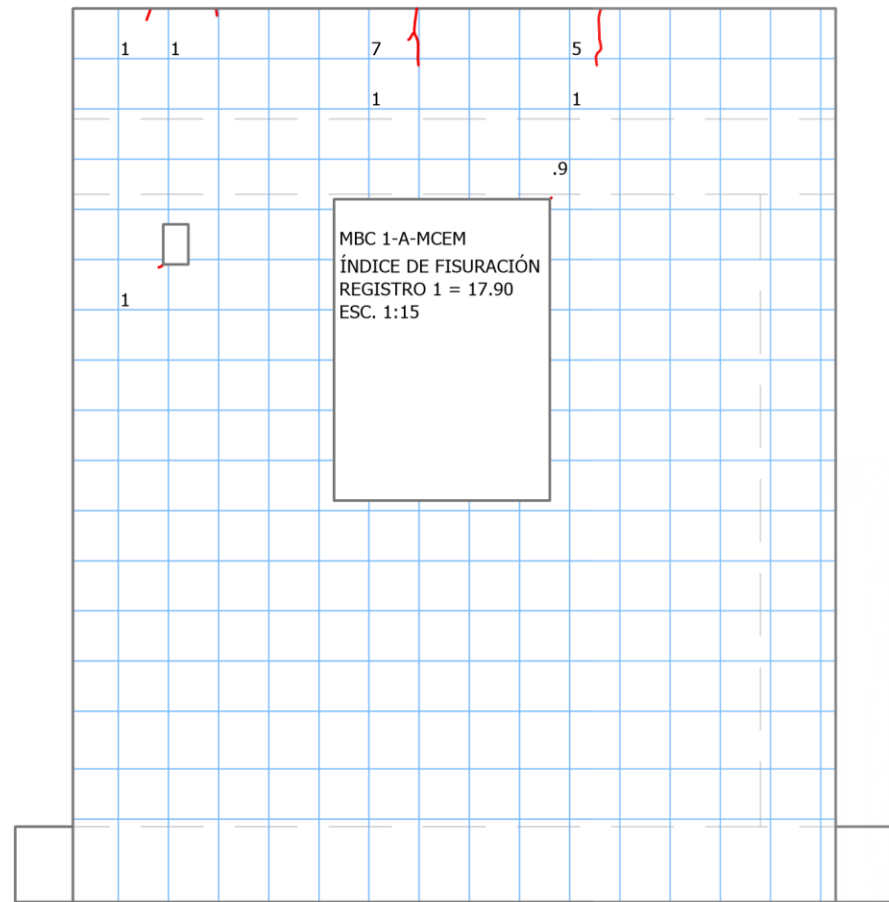 1 1 7 5
1 1
.9
MBC 1-A-MCEM
ÍNDICE DE FISURACIÓN
REGISTRO 1 = 17.90
ESC. 1:15
1